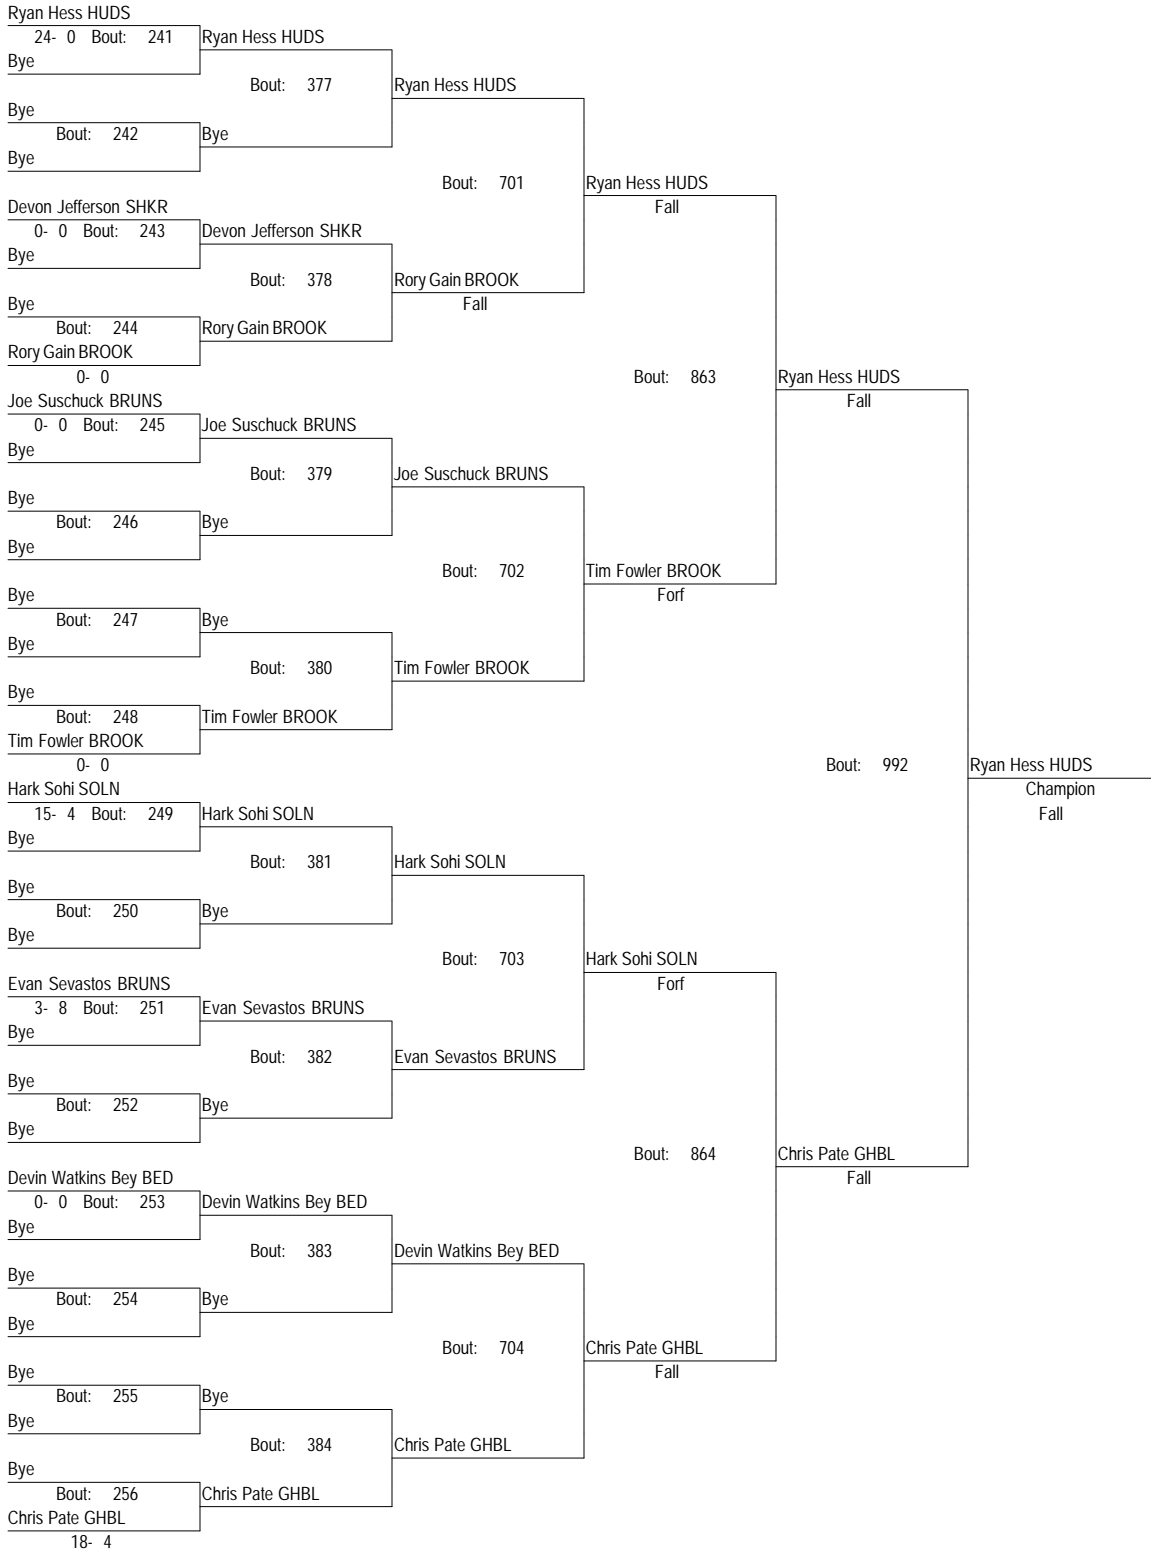 Ryan Hess HUDS
24- 0 Bout: 241 Ryan Hess HUDS
Bye
Bout: 377 Ryan Hess HUDS
Bye
Bout: 242 Bye
Bye
Bout: 701 Ryan Hess HUDS
Fall
Devon Jefferson SHKR
0- 0 Bout: 243 Devon Jefferson SHKR
Bye
Bout: 378 Rory Gain BROOK
Fall
Bye
Bout: 244 Rory Gain BROOK
Rory Gain BROOK
0- 0
Bout: 863 Ryan Hess HUDS
Fall
Joe Suschuck BRUNS
0- 0 Bout: 245 Joe Suschuck BRUNS
Bye
Bout: 379 Joe Suschuck BRUNS
Bye
Bout: 246 Bye
Bye
Bout: 702 Tim Fowler BROOK
Forf
Bye
Bout: 247 Bye
Bye
Bout: 380 Tim Fowler BROOK
Bye
Bout: 248 Tim Fowler BROOK
Tim Fowler BROOK
0- 0
Bout: 992 Ryan Hess HUDS
Champion
Fall
Hark Sohi SOLN
15- 4 Bout: 249 Hark Sohi SOLN
Bye
Bout: 381 Hark Sohi SOLN
Bye
Bout: 250 Bye
Bye
Bout: 703 Hark Sohi SOLN
Forf
Evan Sevastos BRUNS
3- 8 Bout: 251 Evan Sevastos BRUNS
Bye
Bout: 382 Evan Sevastos BRUNS
Bye
Bout: 252 Bye
Bye
Bout: 864 Chris Pate GHBL
Fall
Devin Watkins Bey BED
0- 0 Bout: 253 Devin Watkins Bey BED
Bye
Bout: 383 Devin Watkins Bey BED
Bye
Bout: 254 Bye
Bye
Bout: 704 Chris Pate GHBL
Fall
Bye
Bout: 255 Bye
Bye
Bout: 384 Chris Pate GHBL
Bye
Bout: 256 Chris Pate GHBL
Chris Pate GHBL
18- 4